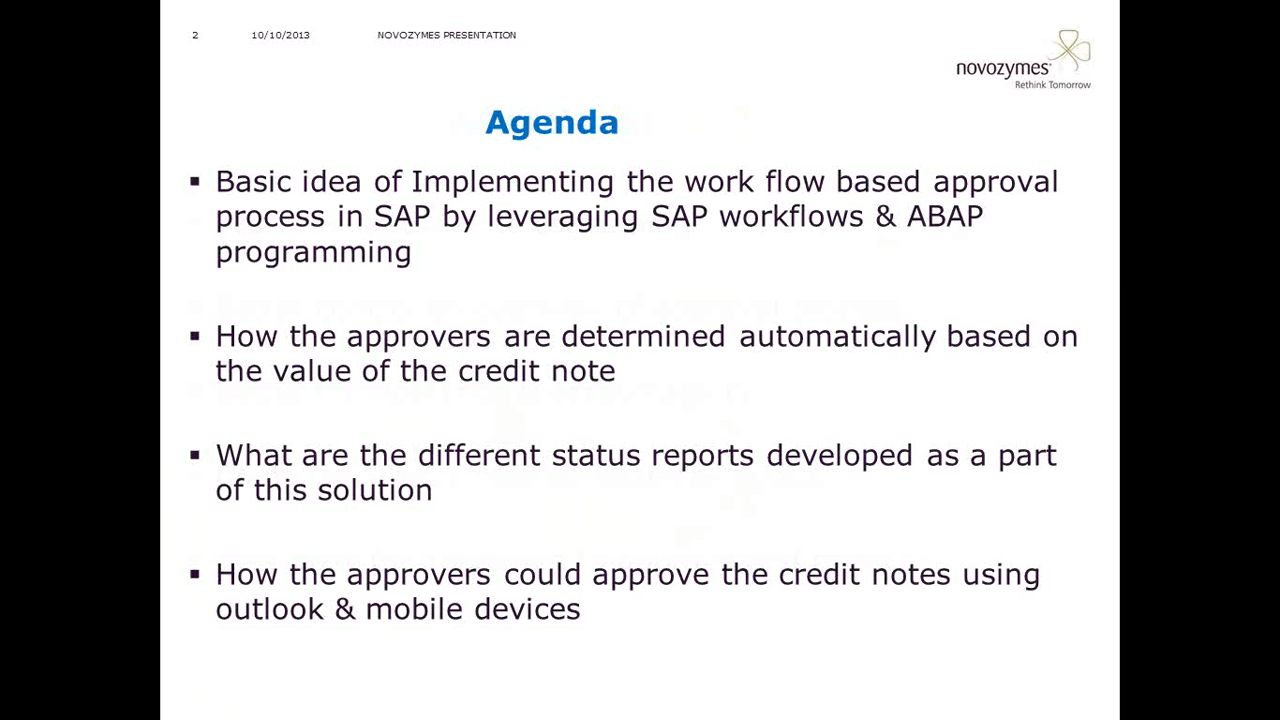 2 10/10/2013 NOVOZYMES PRESENTATION
novozymes
Rethink Tomorrow
Agenda
▪ Basic idea of Implementing the work flow based approval
process in SAP by leveraging SAP workflows & ABAP
programming
▪ How the approvers are determined automatically based on
the value of the credit note
▪ What are the different status reports developed as a part
of this solution
▪ How the approvers could approve the credit notes using
outlook & mobile devices